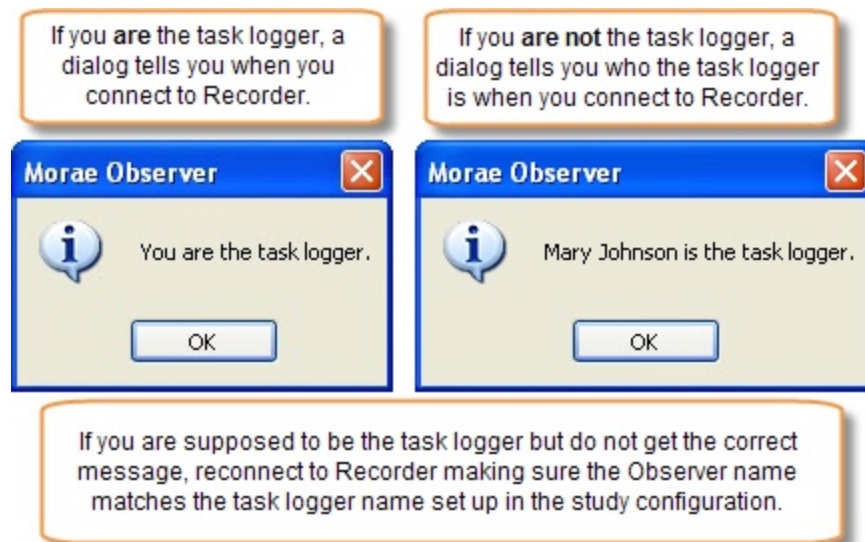 If you are the task logger, a
dialog tells you when you
connect to Recorder.
If you are not the task logger, a
dialog tells you who the task logger
is when you connect to Recorder.
Morae Observer
You are the task logger.
OK
Morae Observer
Mary Johnson is the task logger.
OK
If you are supposed to be the task logger but do not get the correct
message, reconnect to Recorder making sure the Observer name
matches the task logger name set up in the study configuration.